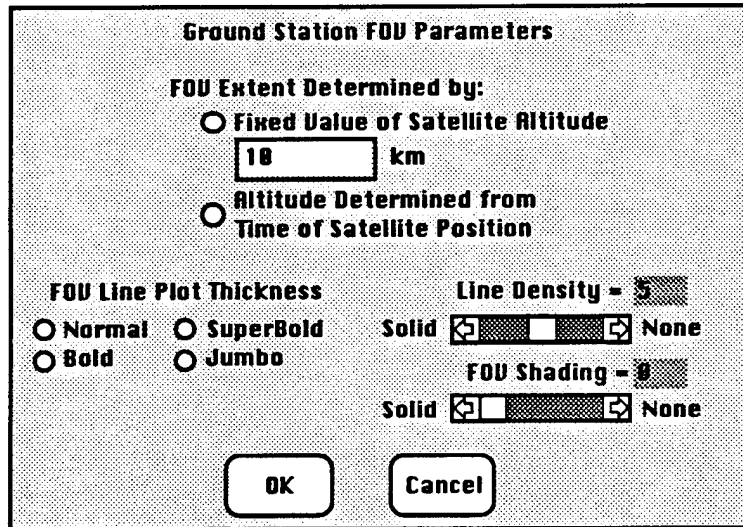 Ground Station FOV Parameters
FOV Extent Determined by:
Fixed Value of Satellite Altitude
10 km
Altitude Determined from
Time of Satellite Position
FOV Line Plot Thickness
Normal SuperBold
Bold Jumbo
Line Density = 5
Solid None
FOV Shading = 0
Solid None
OK Cancel